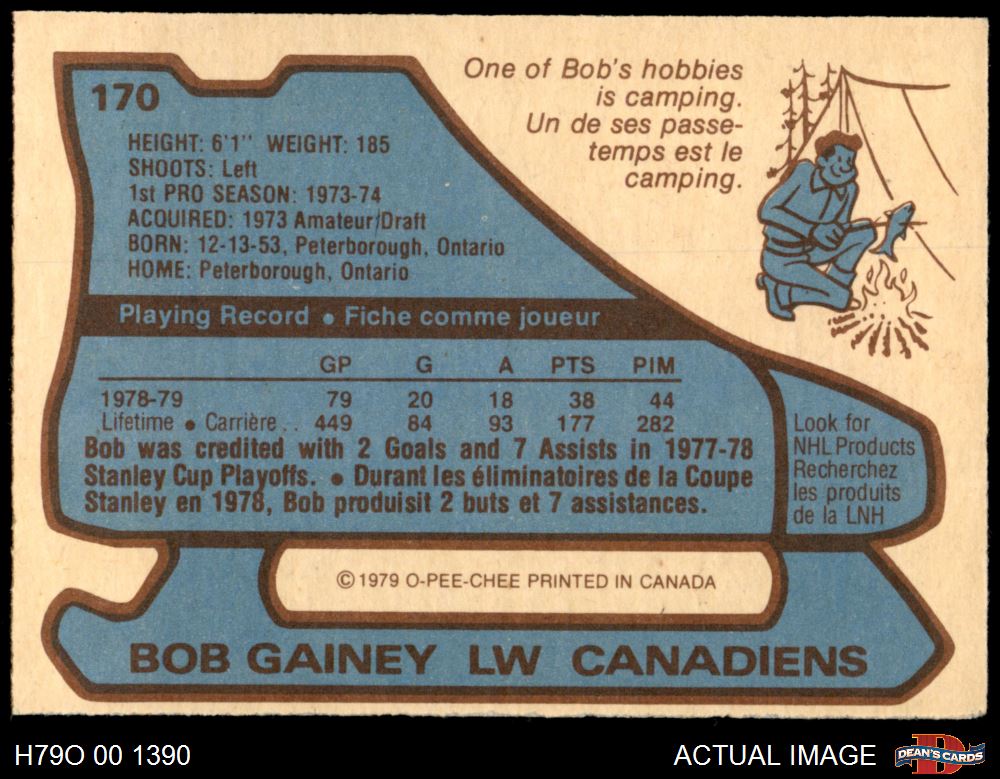 170
HEIGHT: 6'1'' WEIGHT: 185
SHOOTS: Left
1st PRO SEASON: 1973-74
ACQUIRED: 1973 Amateur/Draft
BORN: 12-13-53, Peterborough, Ontario
HOME: Peterborough, Ontario
One of Bob's hobbies
is camping.
Un de ses passe-
temps est le
camping.
Playing Record • Fiche comme joueur
GP G A PTS PIM
1978-79 79 20 18 38 44
Lifetime • Carrière . . 449 84 93 177 282
Bob was credited with 2 Goals and 7 Assists in 1977-78
Stanley Cup Playoffs. • Durant les éliminatoires de la Coupe
Stanley en 1978, Bob produisit 2 buts et 7 assistances.
Look for
NHL Products
Recherchez
les produits
de la LNH
© 1979 O-PEE-CHEE PRINTED IN CANADA
BOB GAINEY LW CANADIENS
H79O 00 1390
ACTUAL IMAGE
DEAN'S CARDS